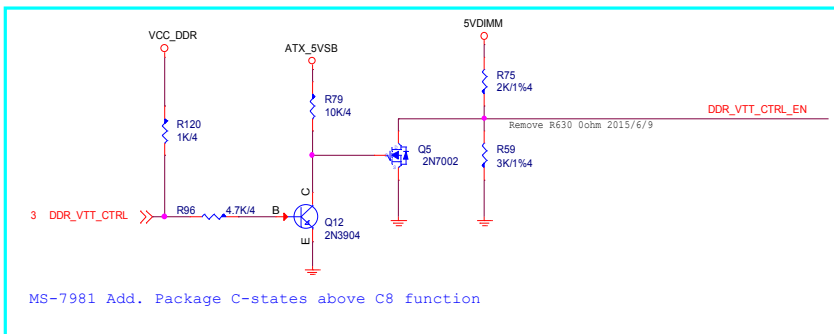 VCC_DDR
ATX_5VSB
5VDIMM
R120
1K/4
R79
10K/4
R75
2K/1%4
DDR_VTT_CTRL_EN
Remove R630 0ohm 2015/6/9
Q5
2N7002
R59
3K/1%4
3 DDR_VTT_CTRL
R96 4.7K/4
B
C
E
Q12
2N3904
MS-7981 Add. Package C-states above C8 function